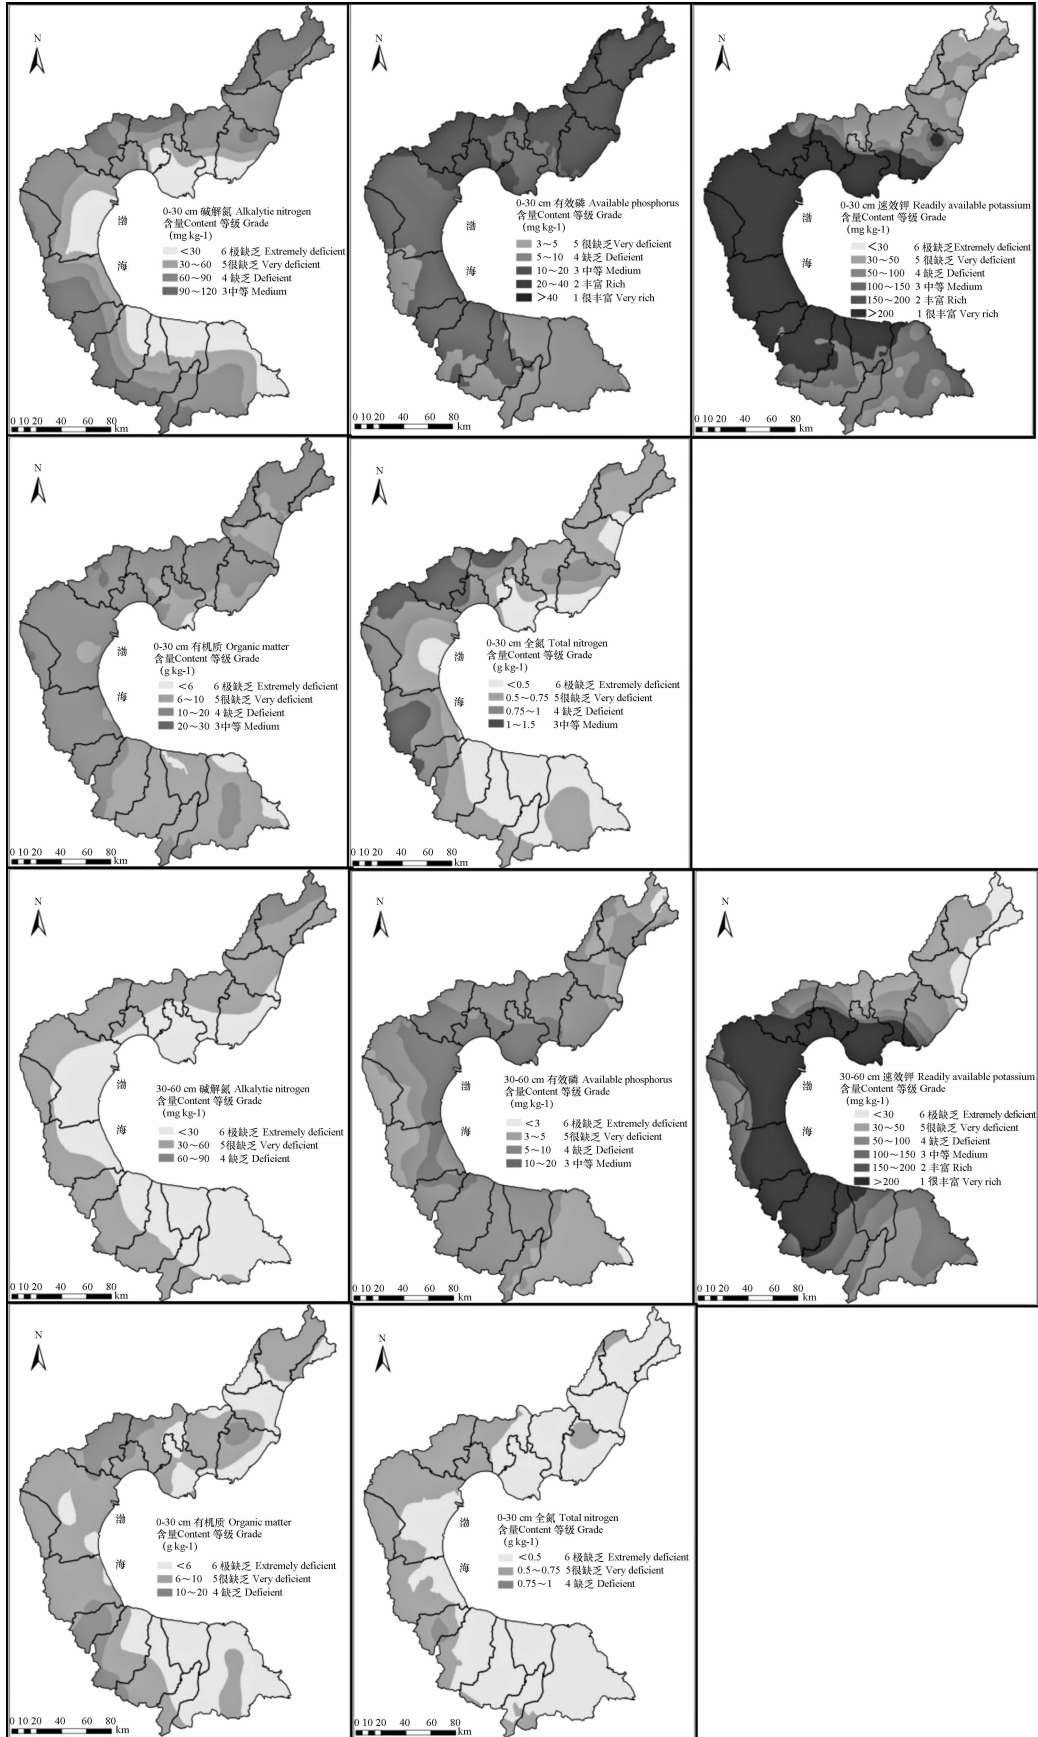 N
渤
海
0-30 cm 碱解氮 Alkalytie nitrogen
含量Content 等级 Grade
(mg kg-1)
<30 6 极缺乏 Extremely deficient
30~60 5很缺乏 Very deficient
60~90 4 缺乏 Defieient
90~120 3中等 Medium
0 10 20 40 60 80
km
N
渤
海
0-30 cm 有效磷 Available phosphorus
含量Content 等级 Grade
(mg kg-1)
3~5 5 很缺乏Very deficient
5~10 4 缺乏 Defieient
10~20 3 中等 Medium
20~40 2 丰富 Rich
>40 1 很丰富 Very rich
0 10 20 40 60 80
km
N
渤
海
0-30 cm 速效钾 Readily available potassium
含量Content 等级 Grade
(mg kg-1)
<30 6 极缺乏Extremely deficient
30~50 5 很缺乏Very deficient
50~100 4 缺乏 Defieient
100~150 3 中等 Medium
150~200 2 丰富 Rich
>200 1 很丰富 Very rich
0 10 20 40 60 80
km
N
渤
海
0-30 cm 有机质 Organic matter
含量Content 等级 Grade
(g kg-1)
<6 6 极缺乏 Extremely deficient
6~10 5很缺乏 Very deficient
10~20 4 缺乏 Defieient
20~30 3中等 Medium
0 10 20 40 60 80
km
N
渤
海
0-30 cm 全氮 Total nitrogen
含量Content 等级 Grade
(g kg-1)
<0.5 6 极缺乏 Extremely deficient
0.5~0.75 5很缺乏 Very deficient
0.75~1 4 缺乏 Defieient
1~1.5 3中等 Medium
0 10 20 40 60 80
km
N
渤
海
30-60 cm 碱解氮 Alkalytie nitrogen
含量Content 等级 Grade
(mg kg-1)
<30 6 极缺乏 Extremely deficient
30~60 5很缺乏 Very deficient
60~90 4 缺乏 Defieient
0 10 20 40 60 80
km
N
渤
海
30-60 cm 有效磷 Available phosphorus
含量Content 等级 Grade
(mg kg-1)
<3 6 极缺乏 Extremely deficient
3~5 5很缺乏 Very deficient
5~10 4 缺乏 Defieient
10~20 3 中等 Medium
0 10 20 40 60 80
km
N
渤
海
30-60 cm 速效钾 Readily available potassium
含量Content 等级 Grade
(mg kg-1)
<30 6 极缺乏 Extremely deficient
30~50 5很缺乏 Very deficient
50~100 4 缺乏 Defieient
100~150 3 中等 Medium
150~200 2 丰富 Rich
>200 1 很丰富 Very rich
0 10 20 40 60 80
km
N
渤
海
0-30 cm 有机质 Organic matter
含量Content 等级 Grade
(g kg-1)
<6 6 极缺乏 Extremely deficient
6~10 5很缺乏 Very deficient
10~20 4 缺乏 Defieient
0 10 20 40 60 80
km
N
渤
海
0-30 cm 全氮 Total nitrogen
含量Content 等级 Grade
(g kg-1)
<0.5 6 极缺乏 Extremely deficient
0.5~0.75 5很缺乏 Very deficient
0.75~1 4 缺乏 Defieient
0 10 20 40 60 80
km